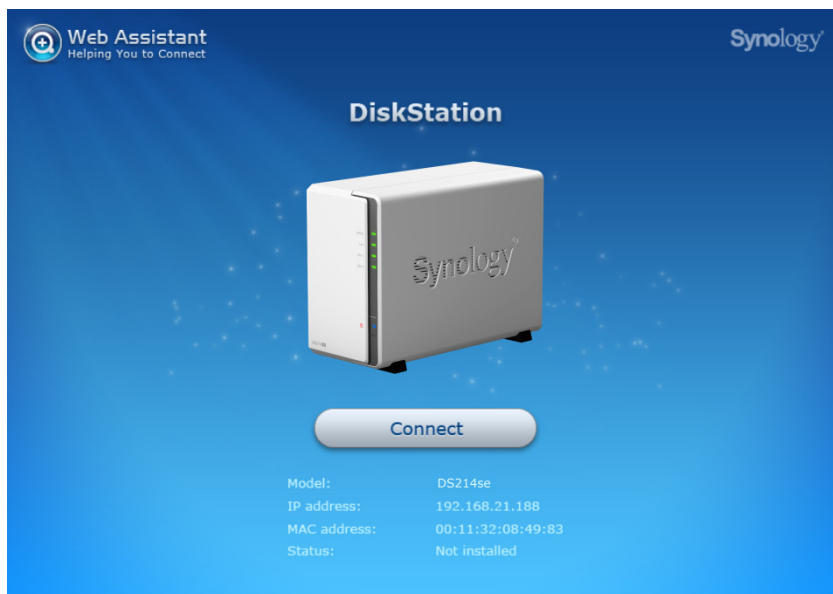 Web Assistant
Helping You to Connect
Synology
DiskStation
Synology
Connect
Model: DS214se
IP address: 192.168.21.188
MAC address: 00:11:32:08:49:83
Status: Not installed